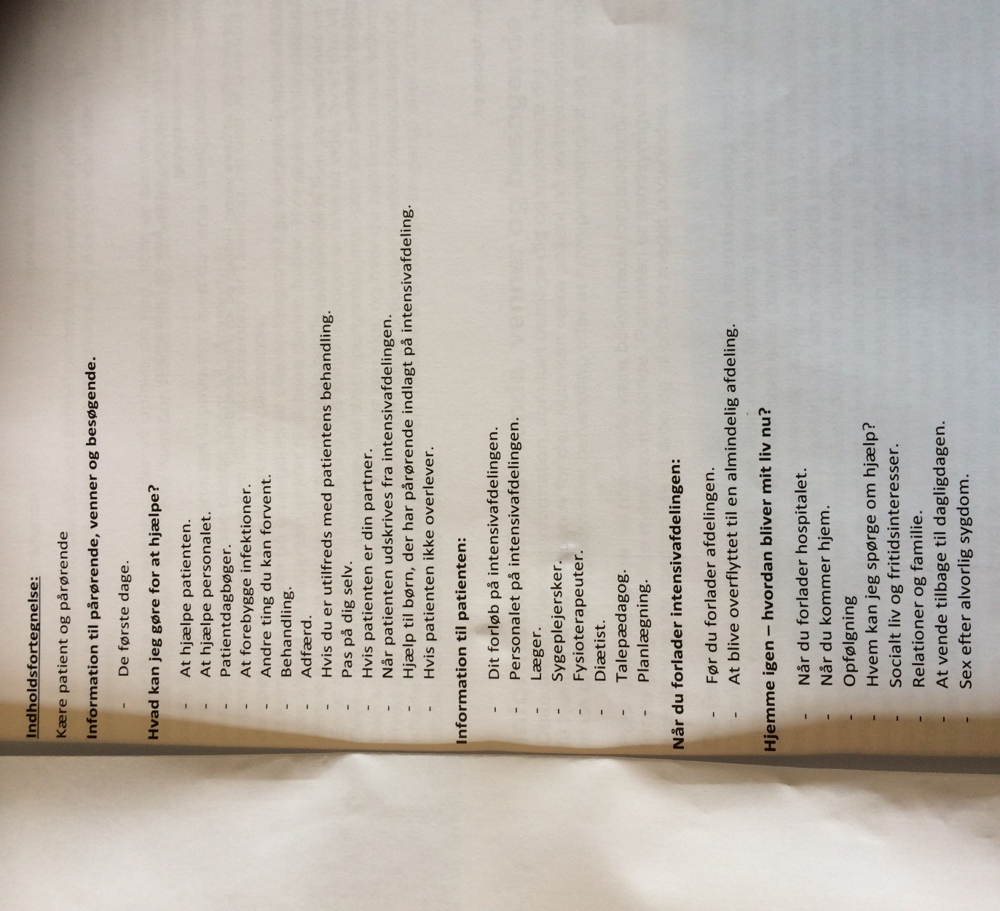 Indholdsfortegnelse:
Kære patient og pårørende
Information til pårørende, venner og besøgende.
- De første dage.
Hvad kan jeg gøre for at hjælpe?
- At hjælpe patienten.
- At hjælpe personalet.
- Patientdagbøger.
- At forebygge infektioner.
- Andre ting du kan forvent.
- Behandling.
- Adfærd.
- Hvis du er utilfreds med patientens behandling.
- Pas på dig selv.
- Hvis patienten er din partner.
- Når patienten udskrives fra intensivafdelingen.
- Hjælp til børn, der har pårørende indlagt på intensivafdeling.
- Hvis patienten ikke overlever.
Information til patienten:
- Dit forløb på intensivafdelingen.
- Personalet på intensivafdelingen.
- Læger.
- Sygeplejersker.
- Fysioterapeuter.
- Diætist.
- Talepædagog.
- Planlægning.
Når du forlader intensivafdelingen:
- Før du forlader afdelingen.
- At blive overflyttet til en almindelig afdeling.
Hjemme igen – hvordan bliver mit liv nu?
- Når du forlader hospitalet.
- Når du kommer hjem.
- Opfølgning
- Hvem kan jeg spørge om hjælp?
- Socialt liv og fritidsinteresser.
- Relationer og familie.
- At vende tilbage til dagligdagen.
- Sex efter alvorlig sygdom.